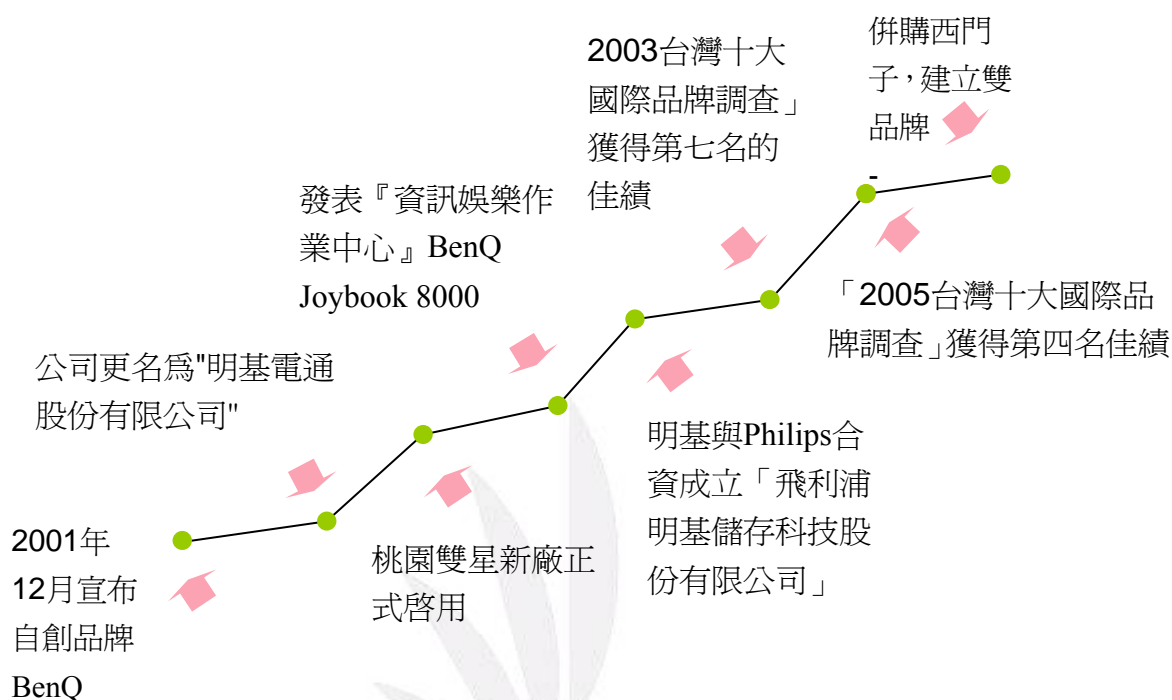 2001年
12月宣布
自創品牌
BenQ
公司更名爲"明基電通
股份有限公司"
桃園雙星新廠正
式啓用
發表『資訊娛樂作
業中心』BenQ
Joybook 8000
明基與Philips合
資成立「飛利浦
明基儲存科技股
份有限公司」
2003台灣十大
國際品牌調查」
獲得第七名的
佳績
「2005台灣十大國際品
牌調查」獲得第四名佳績
併購西門
子，建立雙
品牌
-